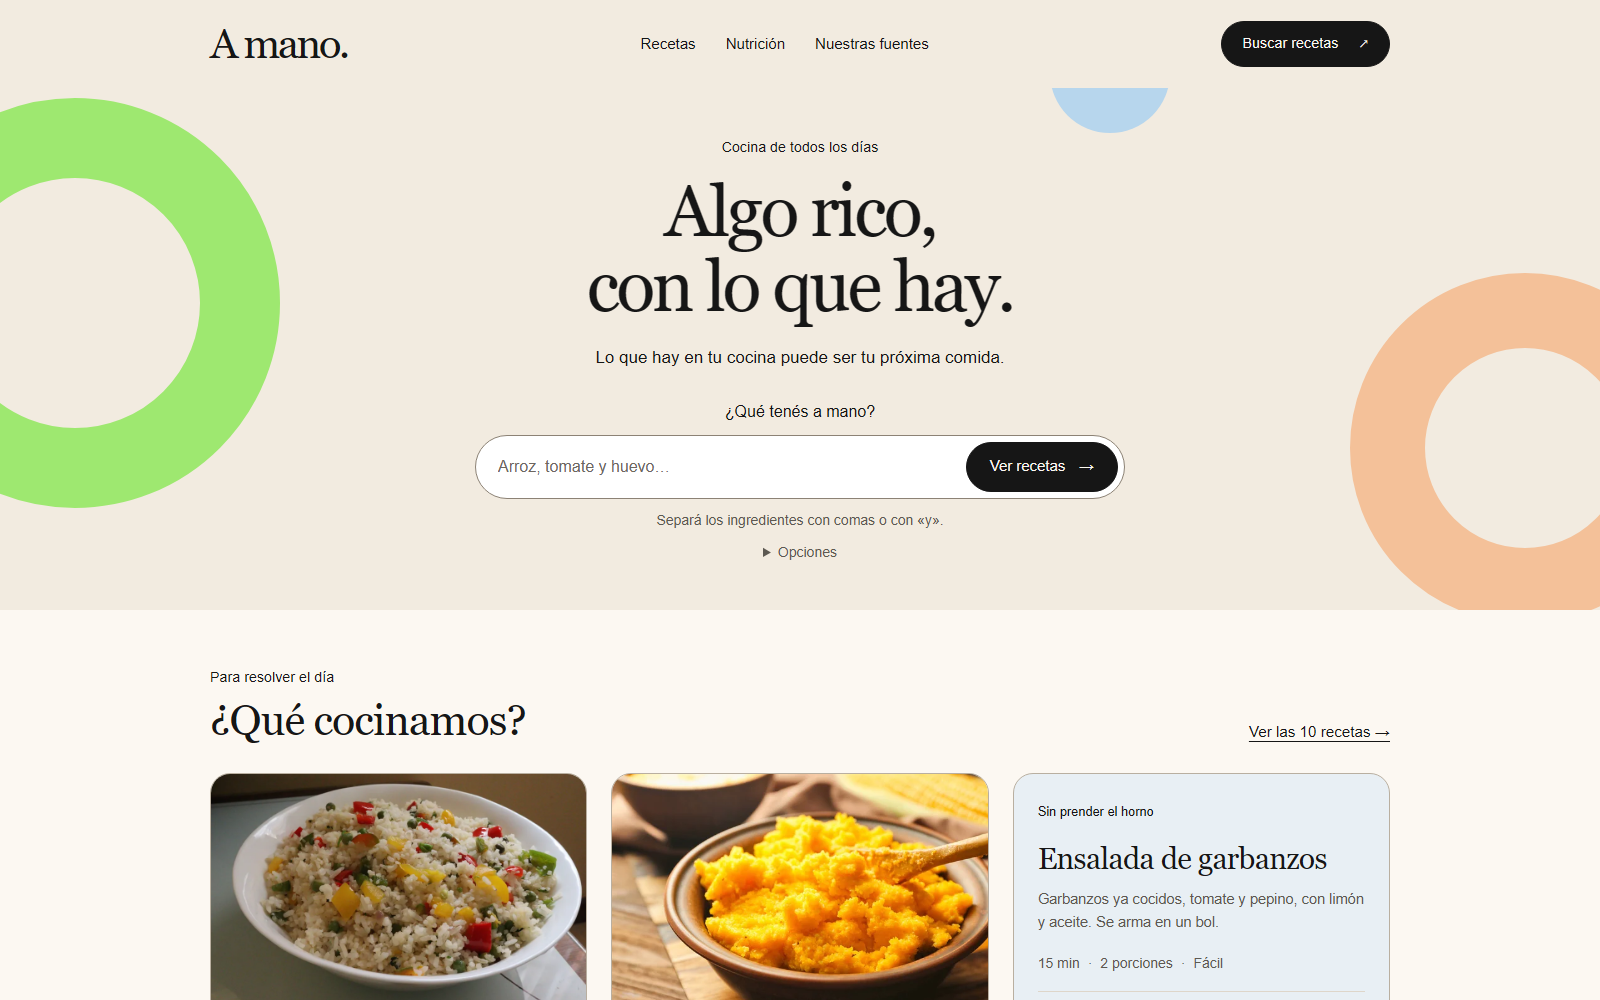 A mano.
Recetas
Nutrición
Nuestras fuentes
Buscar recetas ↗
Cocina de todos los días
Algo rico,
con lo que hay.
Lo que hay en tu cocina puede ser tu próxima comida.
¿Qué tenés a mano?
Arroz, tomate y huevo…
Ver recetas →
Separá los ingredientes con comas o con «y».
▶ Opciones
Para resolver el día
¿Qué cocinamos?
Ver las 10 recetas →
Sin prender el horno
Ensalada de garbanzos
Garbanzos ya cocidos, tomate y pepino, con limón
y aceite. Se arma en un bol.
15 min · 2 porciones · Fácil